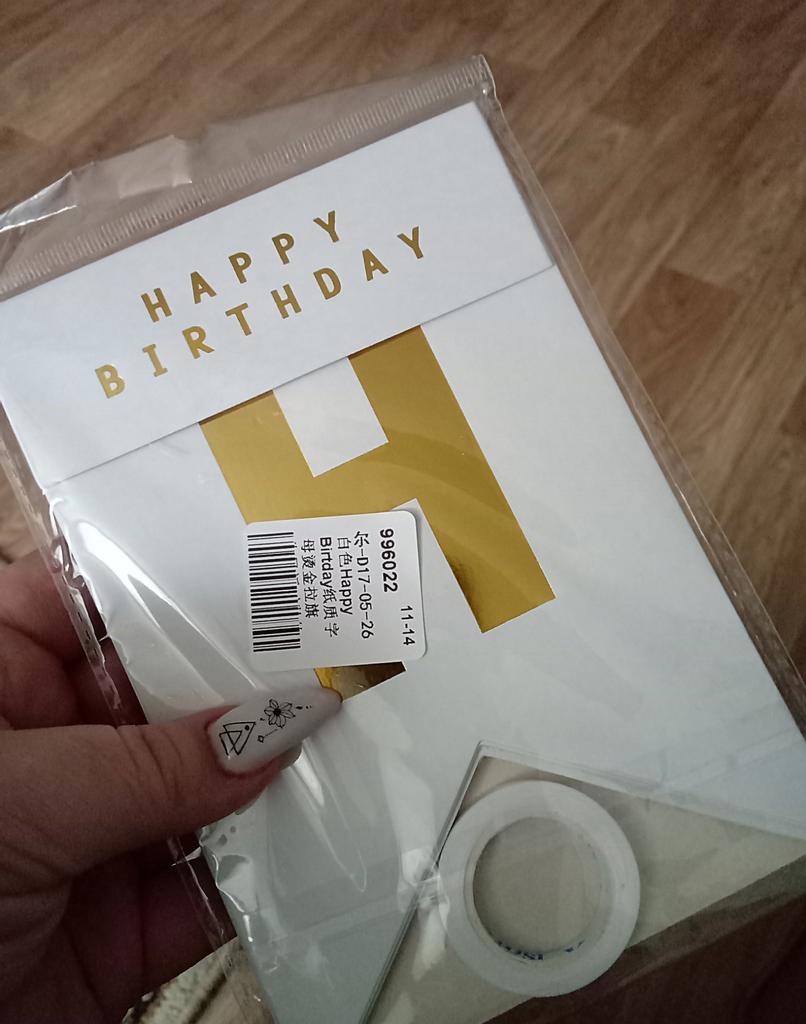 HAPPY
BIRTHDAY
996022
11-14
-D17-05-26
白色Happy
Birtday纸质字
母烫金拉旗